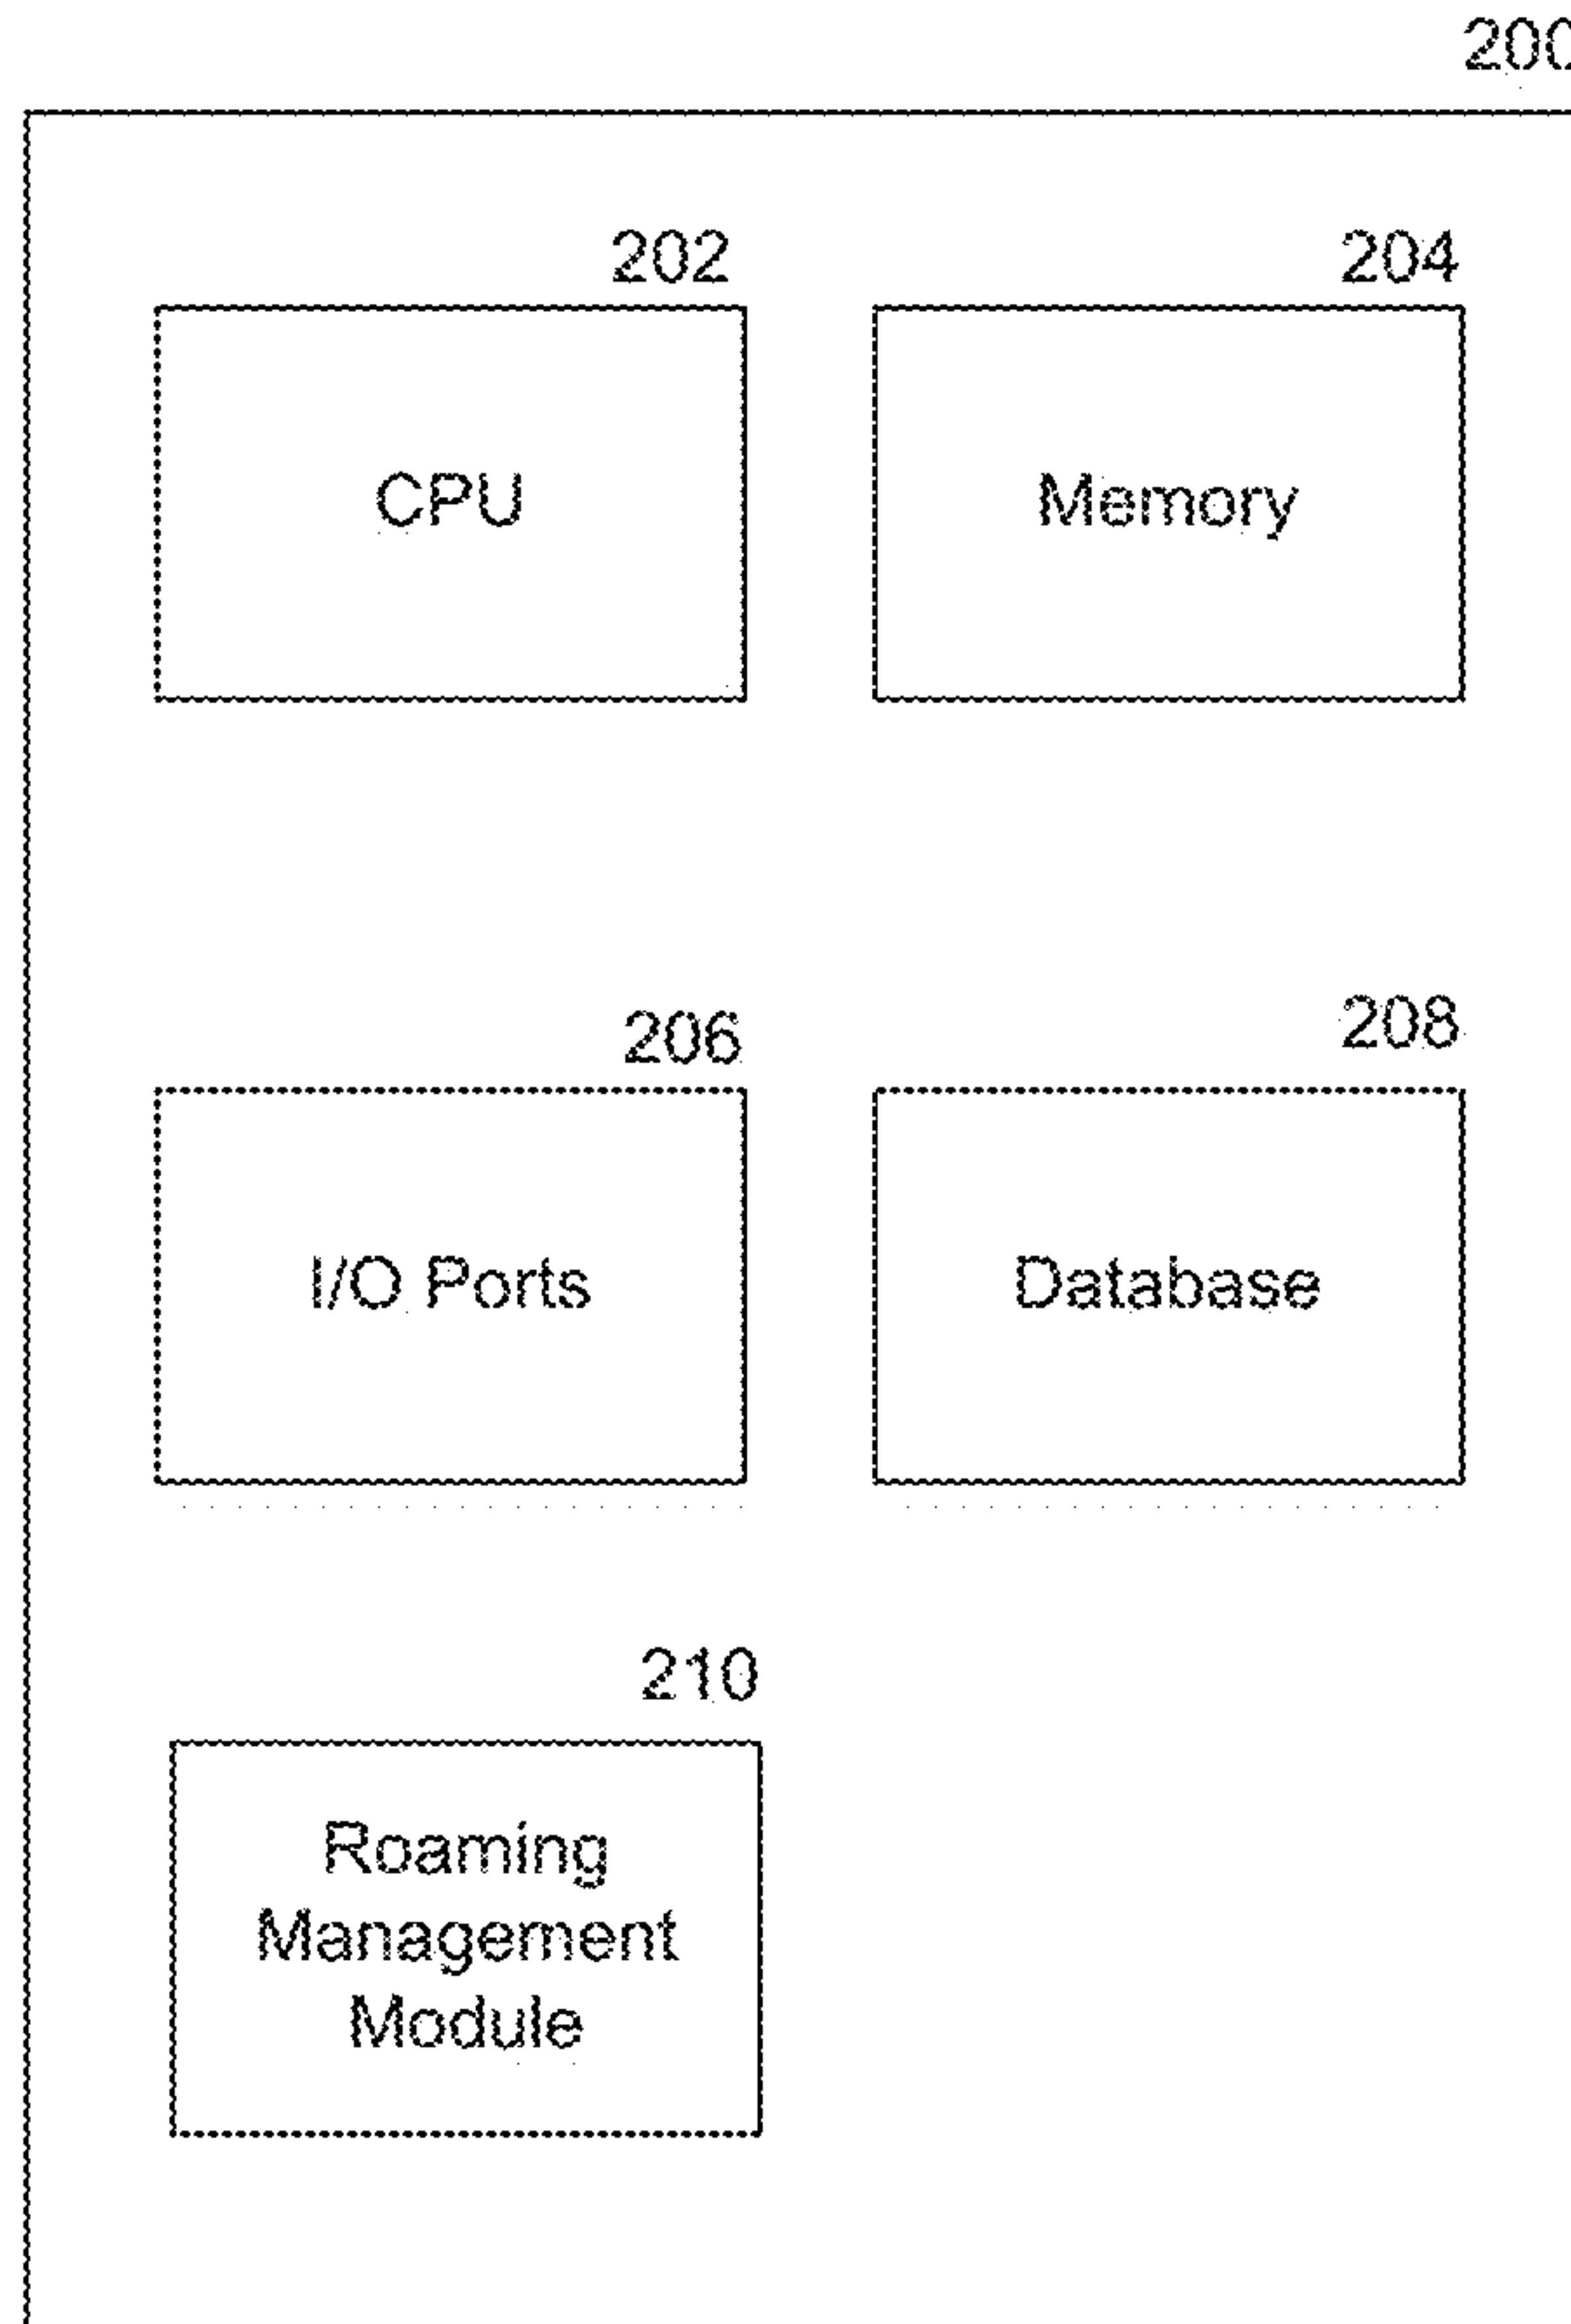 200
202
204
CPU
Memory
206
208
I/O Ports
Database
210
Roaming
Management
Module